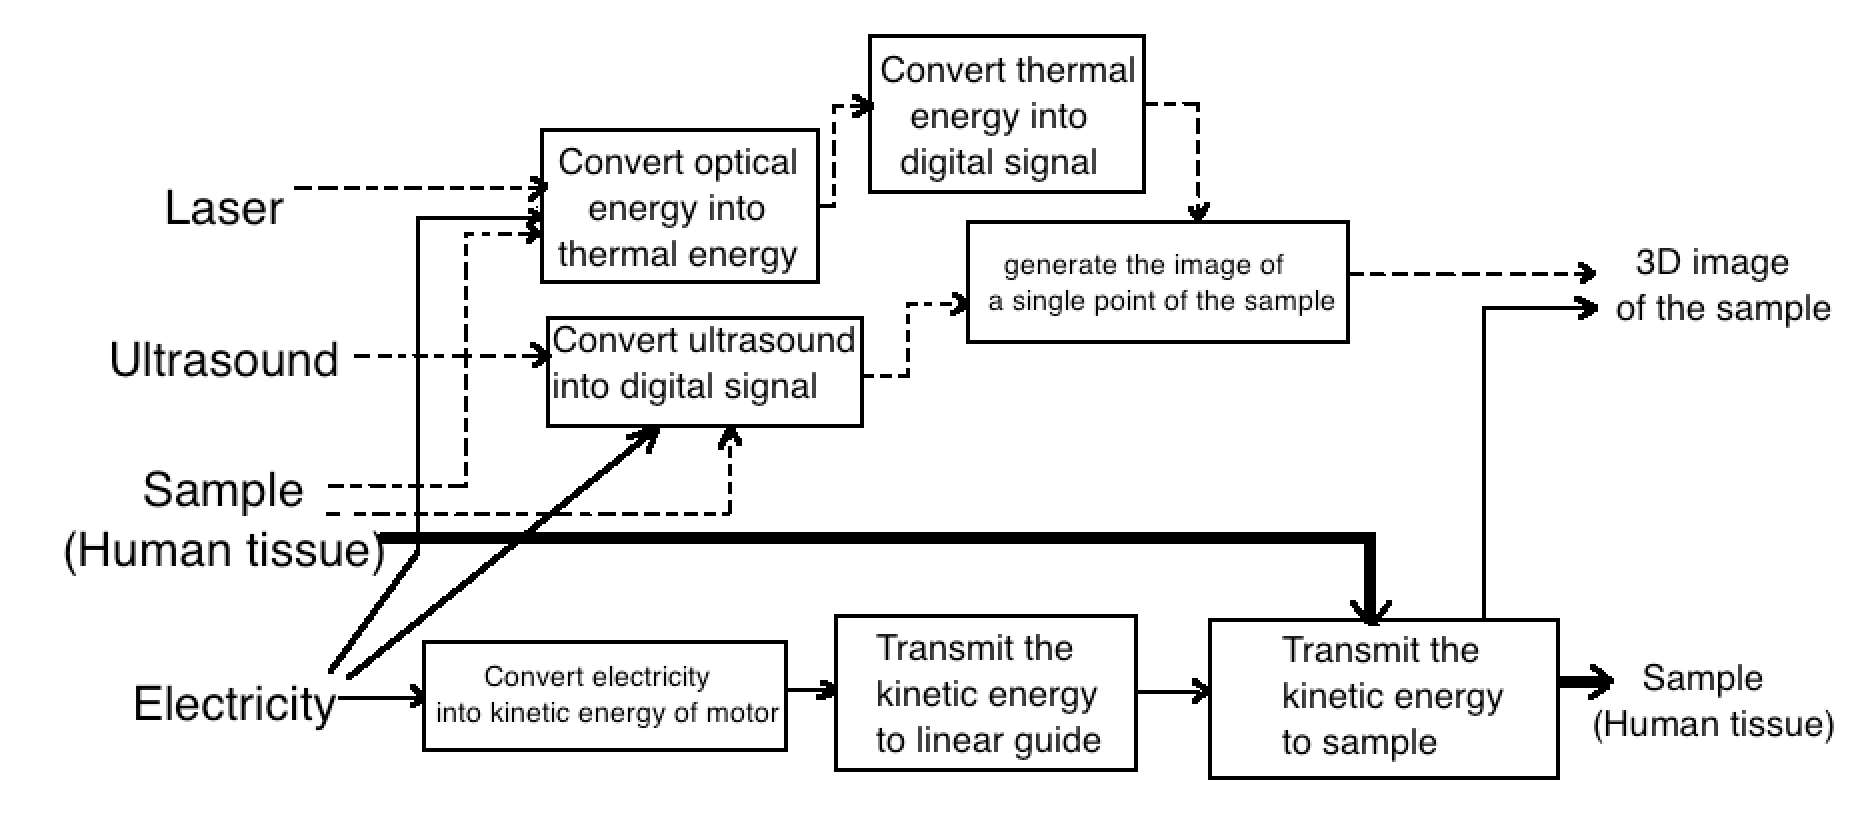 Convert thermal
energy into
digital signal
Convert optical
energy into
thermal energy
Laser
generate the image of
a single point of the sample
3D image
of the sample
Ultrasound
Convert ultrasound
into digital signal
Sample
(Human tissue)
Electricity
Convert electricity
into kinetic energy of motor
Transmit the
kinetic energy
to linear guide
Transmit the
kinetic energy
to sample
Sample
(Human tissue)